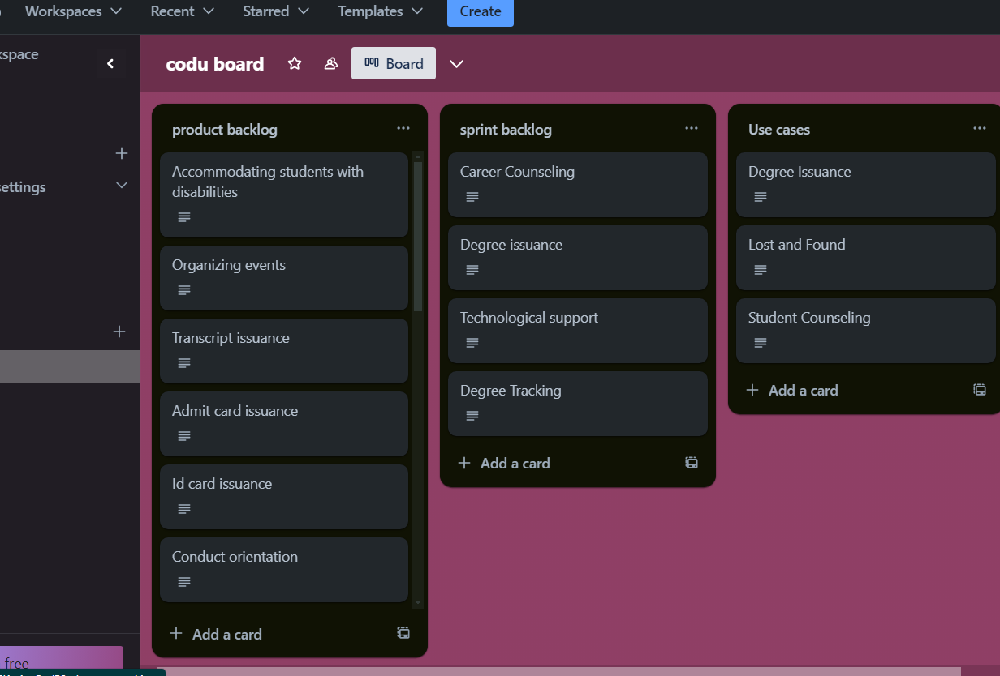 Workspaces Recent Starred Templates Create
codu board Board
settings
product backlog
Accommodating students with
disabilities
Organizing events
Transcript issuance
Admit card issuance
Id card issuance
Conduct orientation
Add a card
sprint backlog
Career Counseling
Degree issuance
Technological support
Degree Tracking
Add a card
Use cases
Degree Issuance
Lost and Found
Student Counseling
Add a card
free